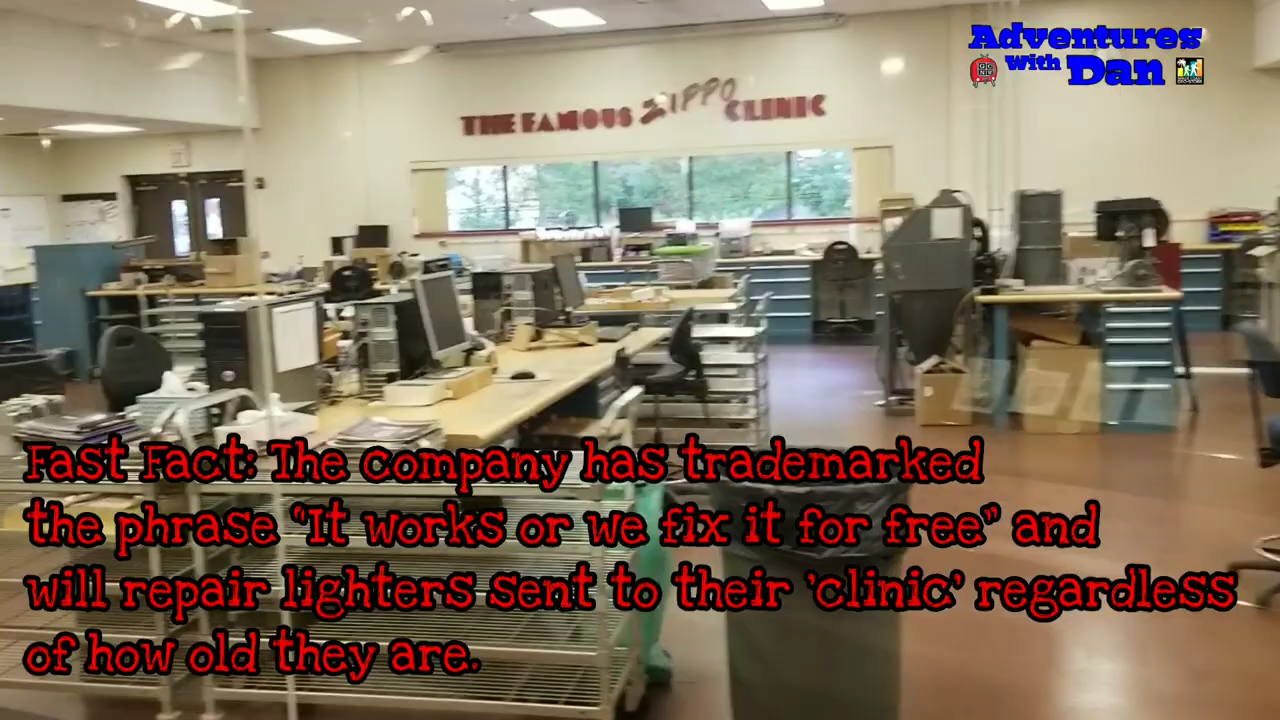 Adventures
With Dan
THE FAMOUS ZIPPO CLINIC
Fast Fact: The company has trademarked
the phrase "It works or we fix it for free" and
will repair lighters sent to their 'clinic' regardless
of how old they are.